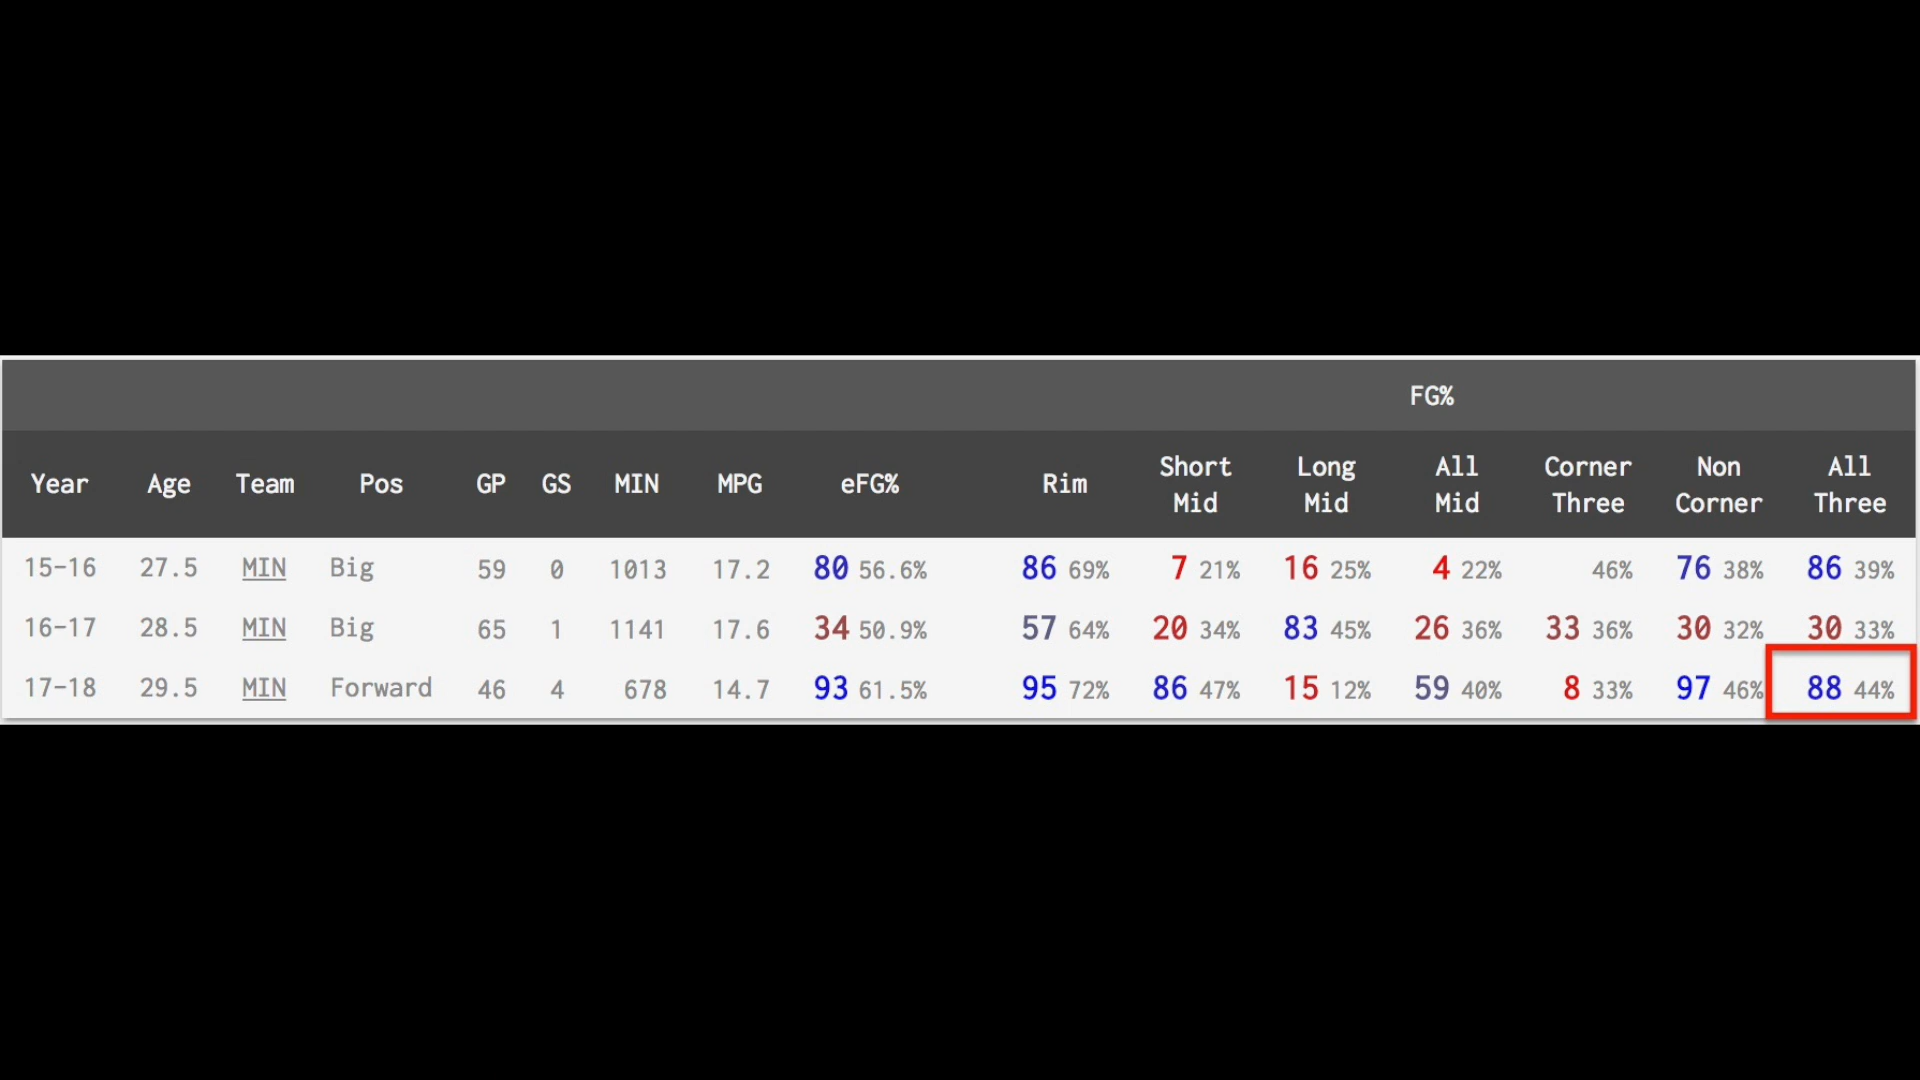 FG%
Year Age Team Pos GP GS MIN MPG eFG% Rim Short Mid Long Mid All Mid Corner Three Non Corner All Three
15-16 27.5 MIN Big 59 0 1013 17.2 80 56.6% 86 69% 7 21% 16 25% 4 22% 46% 76 38% 86 39%
16-17 28.5 MIN Big 65 1 1141 17.6 34 50.9% 57 64% 20 34% 83 45% 26 36% 33 36% 30 32% 30 33%
17-18 29.5 MIN Forward 46 4 678 14.7 93 61.5% 95 72% 86 47% 15 12% 59 40% 8 33% 97 46% 88 44%